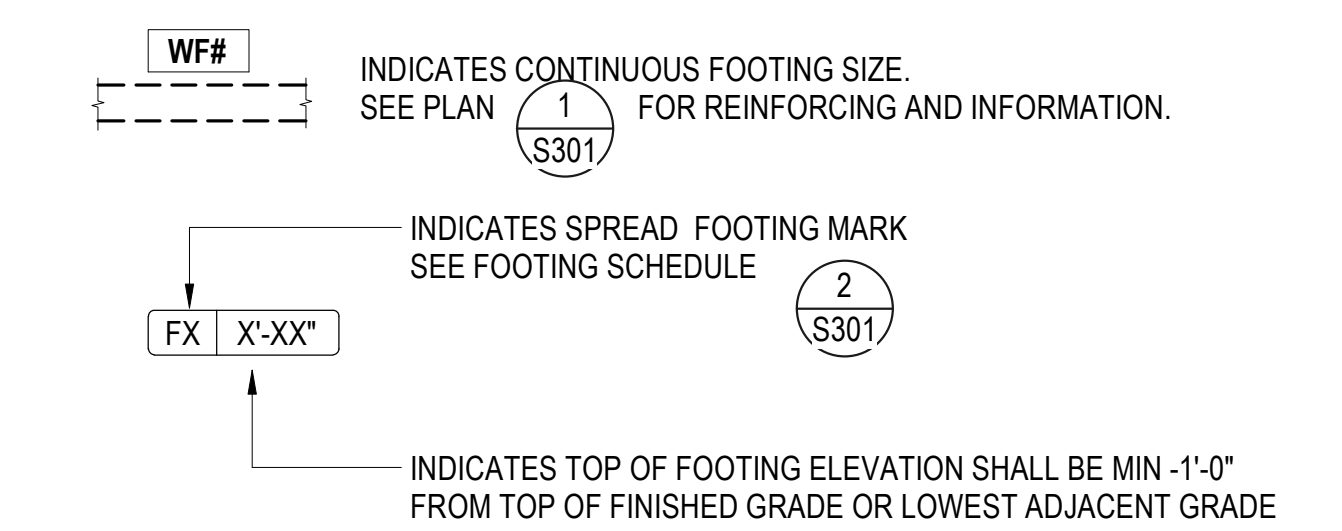 WF#
INDICATES CONTINUOUS FOOTING SIZE.
SEE PLAN 1 FOR REINFORCING AND INFORMATION.
S301
INDICATES SPREAD FOOTING MARK
SEE FOOTING SCHEDULE
2
S301
FX X'-XX"
INDICATES TOP OF FOOTING ELEVATION SHALL BE MIN -1'-0"
FROM TOP OF FINISHED GRADE OR LOWEST ADJACENT GRADE